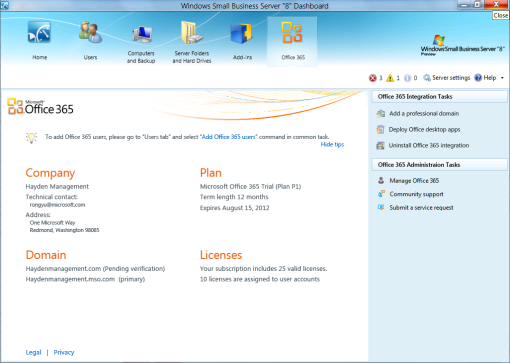 Windows Small Business Server "8" Dashboard
Close
Home
Users
Computers and Backup
Server Folders and Hard Drives
Add-ins
Office 365
Windows Small Business Server "8"
Preview
3
1
0
Server settings
Help
Microsoft
Office 365
To add Office 365 users, please go to "Users tab" and select "Add Office 365 users" command in common task.
Hide tips
Company
Hayden Management
Technical contact:
rongyu@microsoft.com
Address:
One Microsoft Way
Redmond, Washington 98085
Plan
Microsoft Office 365 Trial (Plan P1)
Term length 12 months
Expires August 15, 2012
Domain
Haydenmanagement.com (Pending verification)
Haydenmanagement.mso.com (primary)
Licenses
Your subscription includes 25 valid licenses.
10 licenses are assigned to user accounts
Legal | Privacy
Office 365 Integration Tasks
Add a professional domain
Deploy Office desktop apps
Uninstall Office 365 integration
Office 365 Administraion Tasks
Manage Office 365
Community support
Submit a service request